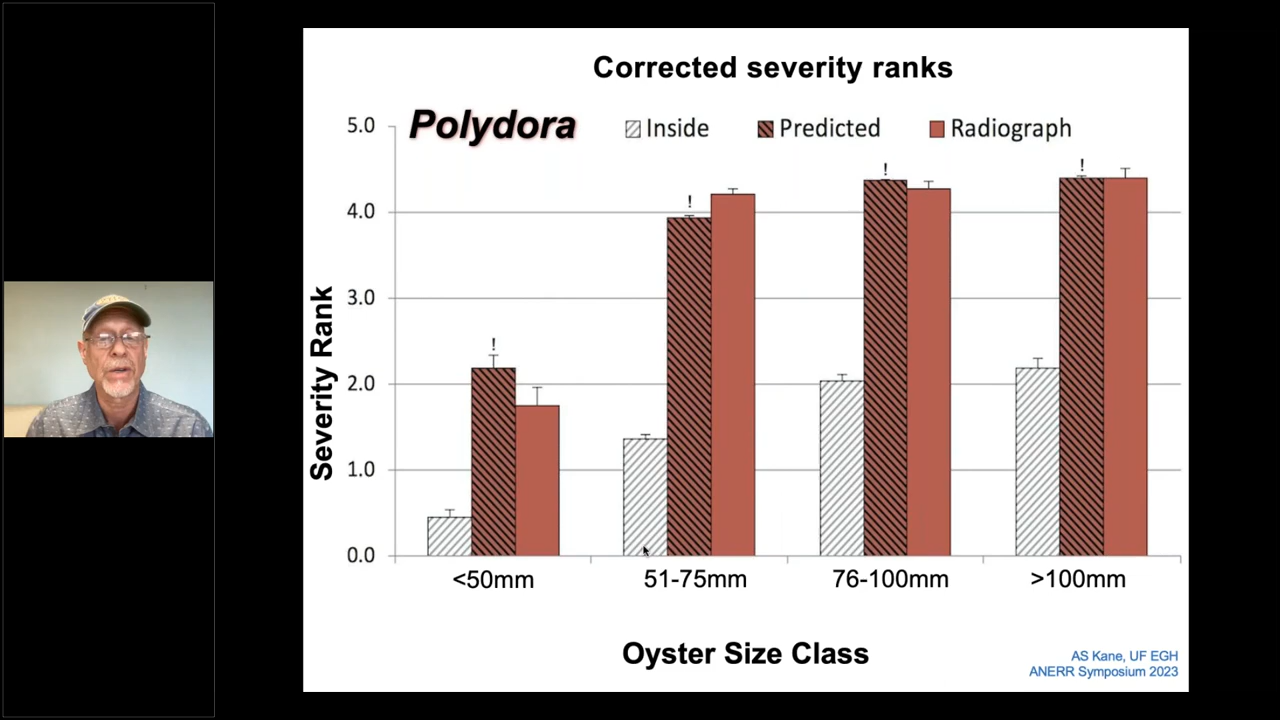 Corrected severity ranks
Polydora
Inside
Predicted
Radiograph
5.0
4.0
3.0
2.0
1.0
0.0
!
!
!
!
Severity Rank
<50mm
51-75mm
76-100mm
>100mm
Oyster Size Class
AS Kane, UF EGH
ANERR Symposium 2023